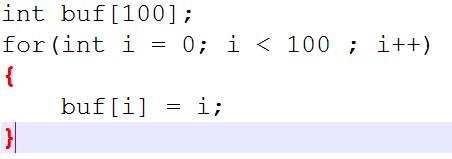 int buf[100];
for(int i = 0; i < 100 ; i++)
{
    buf[i] = i;
}